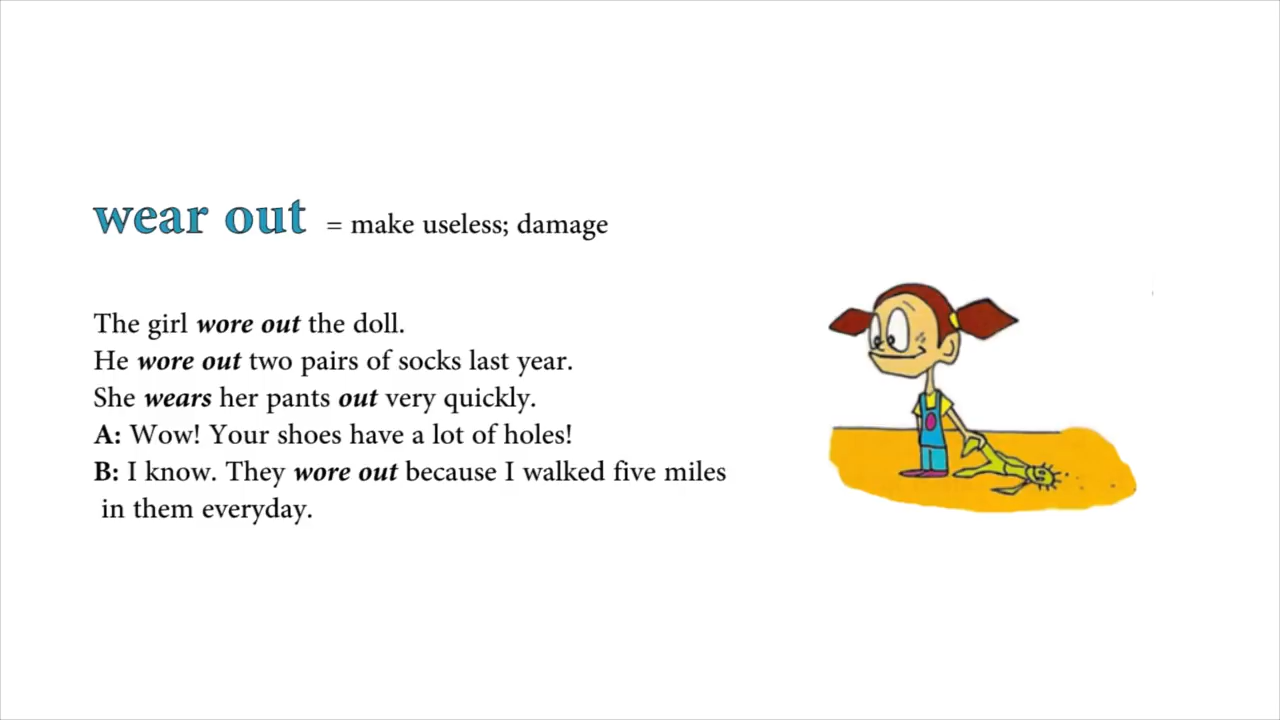 wear out = make useless; damage
The girl wore out the doll.
He wore out two pairs of socks last year.
She wears her pants out very quickly.
A: Wow! Your shoes have a lot of holes!
B: I know. They wore out because I walked five miles
in them everyday.